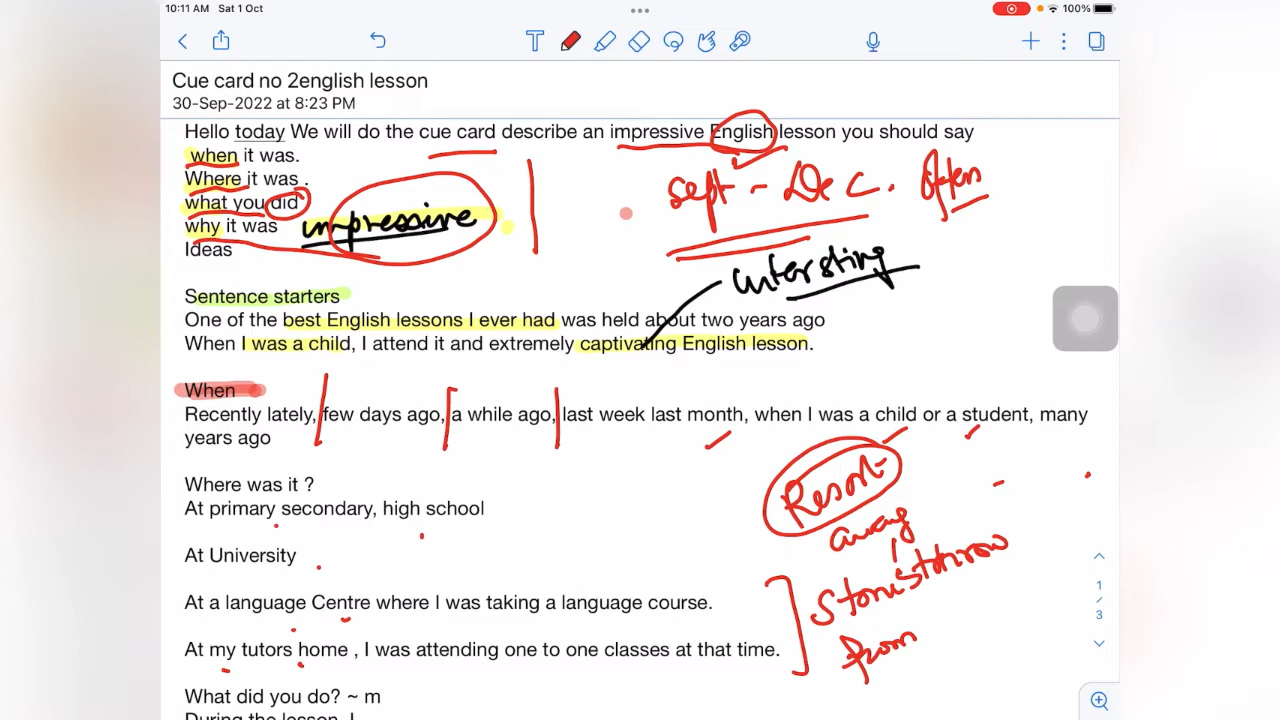 10:11 AM Sat 1 Oct
100%
Cue card no 2english lesson
30-Sep-2022 at 8:23 PM
Hello today We will do the cue card describe an impressive English lesson you should say
when it was.
Where it was .
what you did
why it was impressive
Sept - Dec. Often
Ideas
Intersting
Sentence starters
One of the best English lessons I ever had was held about two years ago
When I was a child, I attend it and extremely captivating English lesson.
When
Recently lately, few days ago, a while ago, last week last month, when I was a child or a student, many
years ago
Where was it ?
At primary secondary, high school
Resort
away
At University
At a language Centre where I was taking a language course.
from
At my tutors home , I was attending one to one classes at that time.
What did you do? ~ m
During the lesson, I
1
/
3